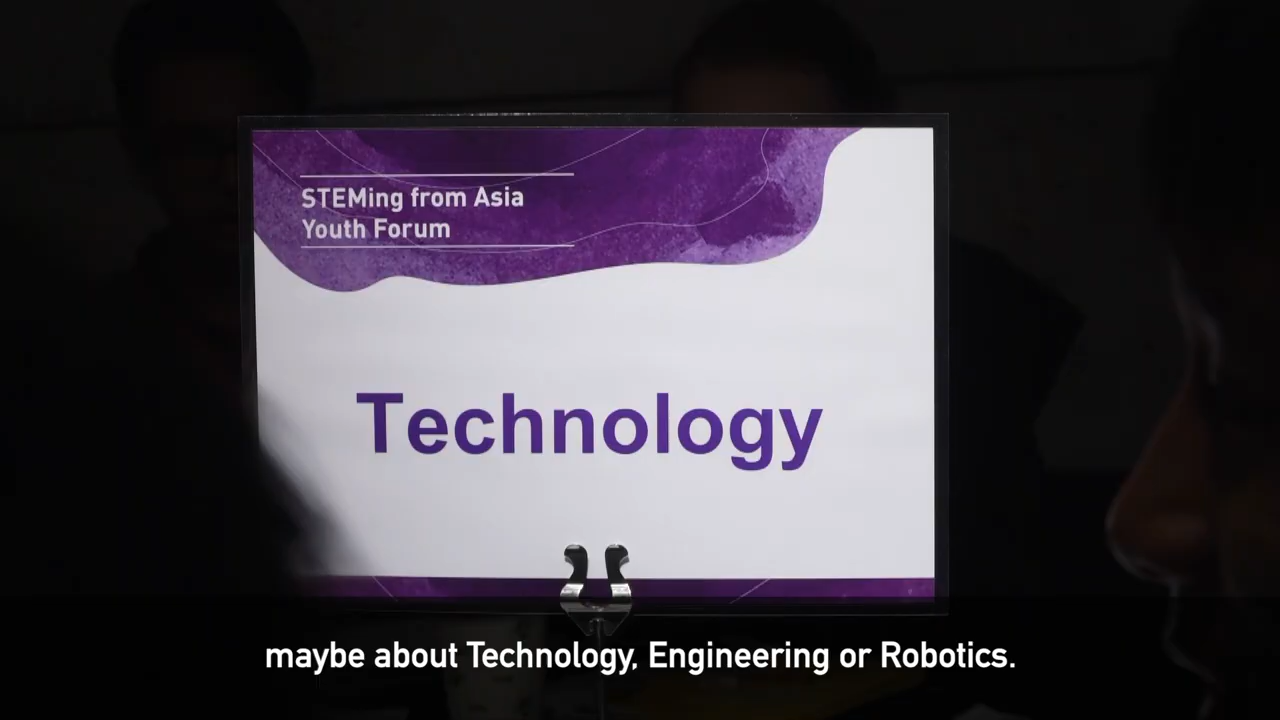 STEMing from Asia
Youth Forum
Technology
maybe about Technology, Engineering or Robotics.